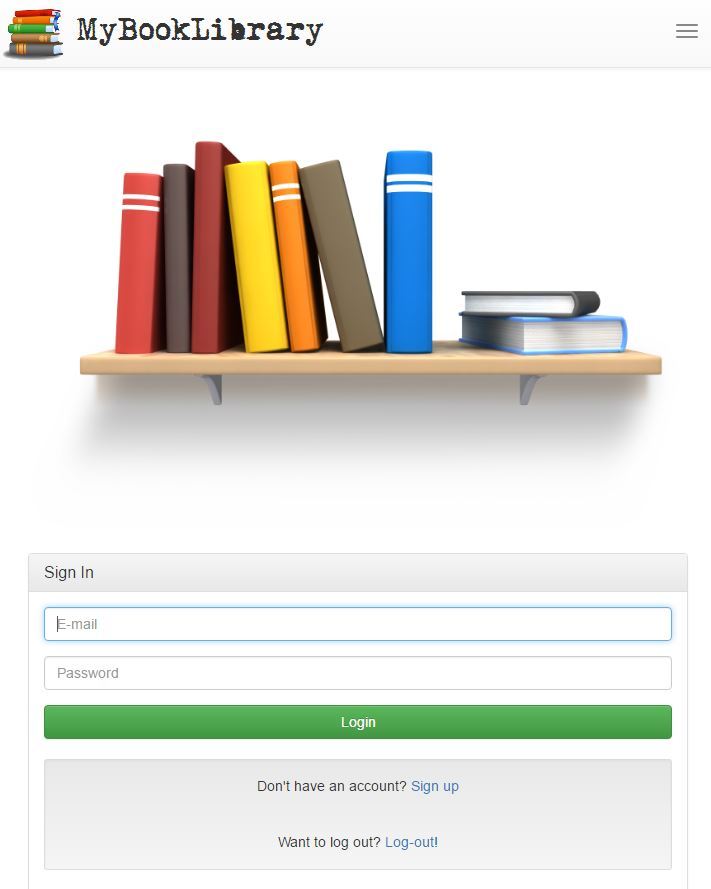 MyBookLibrary
Sign In
E-mail
Password
Login
Don't have an account? Sign up
Want to log out? Log-out!